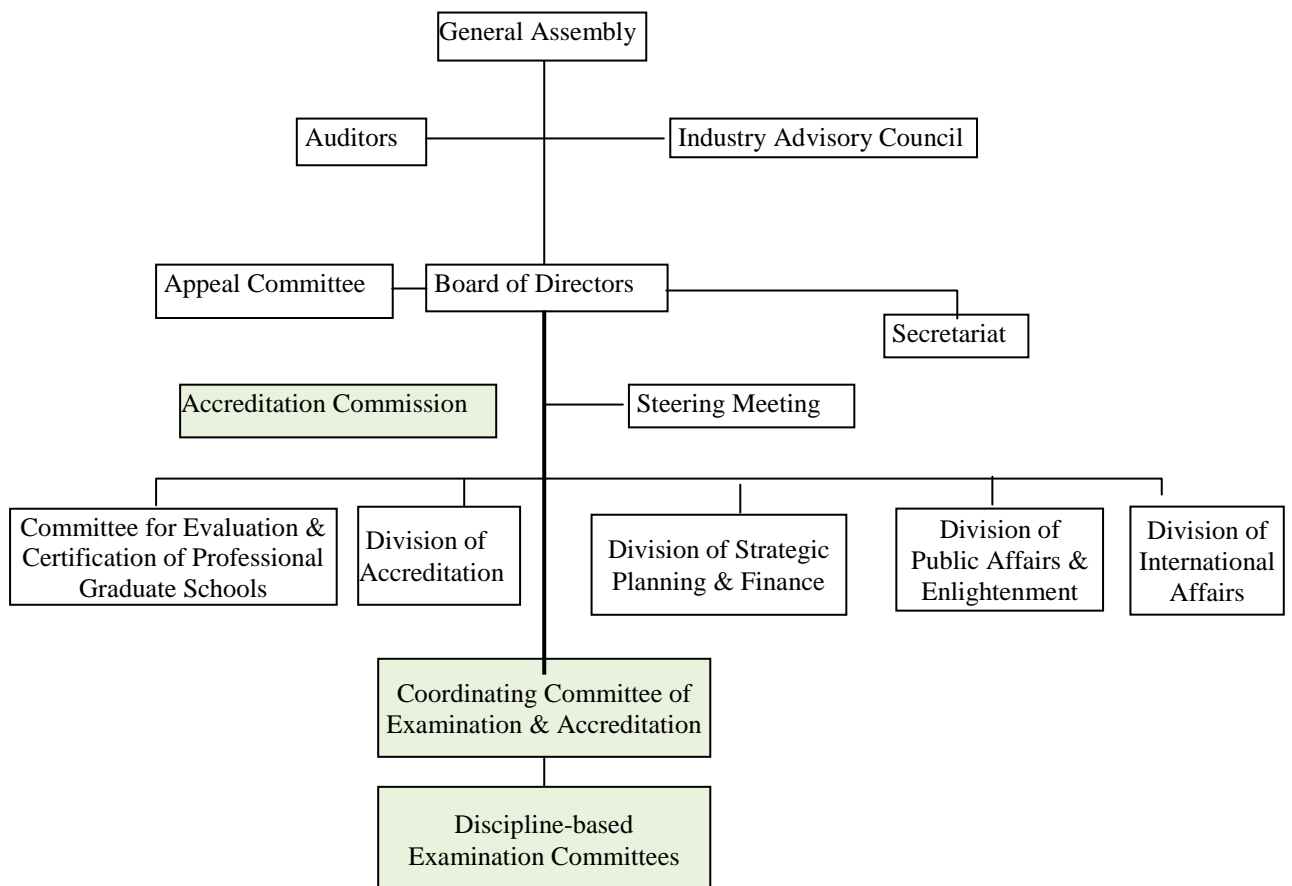 General Assembly
Auditors
Industry Advisory Council
Appeal Committee
Board of Directors
Secretariat
Accreditation Commission
Steering Meeting
Committee for Evaluation &
Certification of Professional
Graduate Schools
Division of
Accreditation
Division of Strategic
Planning & Finance
Division of
Public Affairs &
Enlightenment
Division of
International
Affairs
Coordinating Committee of
Examination & Accreditation
Discipline-based
Examination Committees